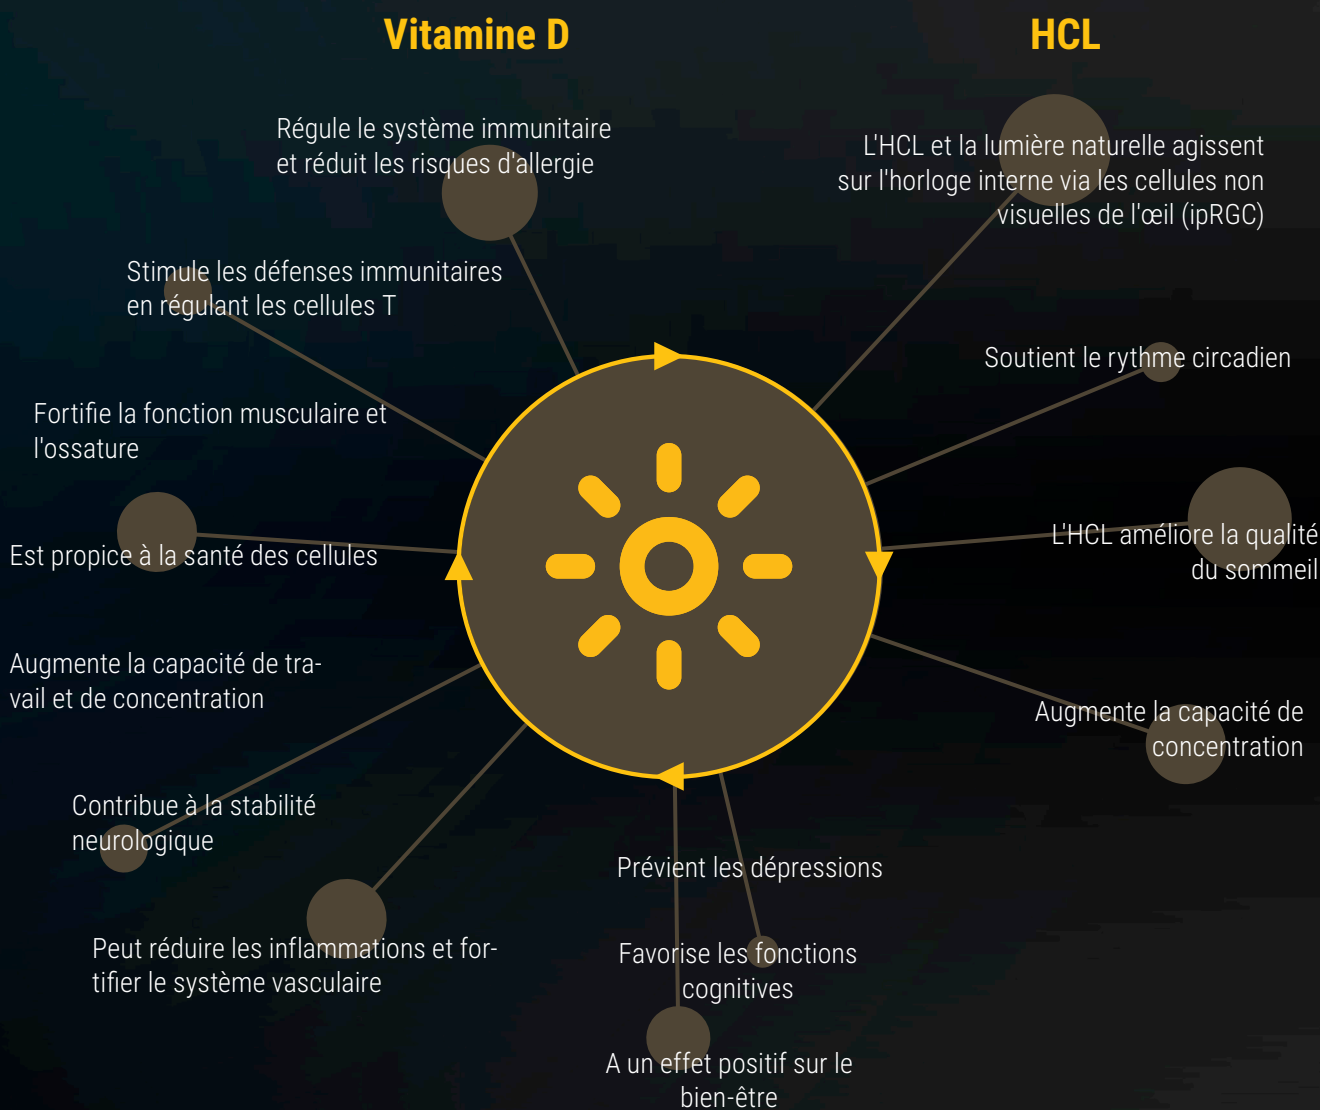 Vitamine D
Régule le système immunitaire
et réduit les risques d'allergie
Stimule les défenses immunitaires
en régulant les cellules T
Fortifie la fonction musculaire et
l'ossature
Est propice à la santé des cellules
Augmente la capacité de tra-
vail et de concentration
Contribue à la stabilité
neurologique
Peut réduire les inflammations et for-
tifier le système vasculaire
Prévient les dépressions
Favorise les fonctions
cognitives
A un effet positif sur le
bien-être
HCL
L'HCL et la lumière naturelle agissent
sur l'horloge interne via les cellules non
visuelles de l'œil (ipRGC)
Soutient le rythme circadien
L'HCL améliore la qualité
du sommeil
Augmente la capacité de
concentration